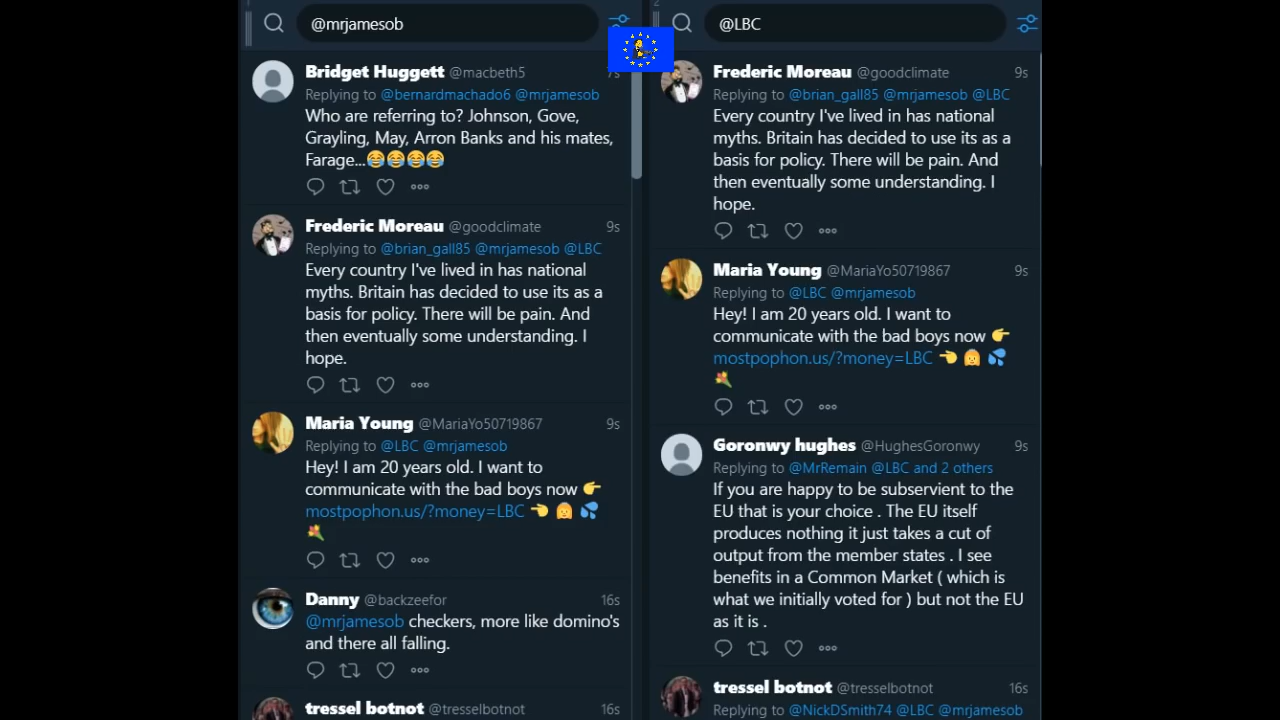 1
@mrjamesob
Bridget Huggett @macbeth5 7s
Replying to @bernardmachado6 @mrjamesob
Who are referring to? Johnson, Gove,
Grayling, May, Arron Banks and his mates,
Farage...😂😂😂😂
Frederic Moreau @goodclimate 9s
Replying to @brian_gall85 @mrjamesob @LBC
Every country I've lived in has national
myths. Britain has decided to use its as a
basis for policy. There will be pain. And
then eventually some understanding. I
hope.
Maria Young @MariaYo50719867 9s
Replying to @LBC @mrjamesob
Hey! I am 20 years old. I want to
communicate with the bad boys now 👉
mostpophon.us/?money=LBC 👈 👩 💦
💐
Danny @backzeefor 16s
@mrjamesob checkers, more like domino's
and there all falling.
tressel botnot @tresselbotnot 16s
2
@LBC
Frederic Moreau @goodclimate 9s
Replying to @brian_gall85 @mrjamesob @LBC
Every country I've lived in has national
myths. Britain has decided to use its as a
basis for policy. There will be pain. And
then eventually some understanding. I
hope.
Maria Young @MariaYo50719867 9s
Replying to @LBC @mrjamesob
Hey! I am 20 years old. I want to
communicate with the bad boys now 👉
mostpophon.us/?money=LBC 👈 👩 💦
💐
Goronwy hughes @HughesGoronwy 9s
Replying to @MrRemain @LBC and 2 others
If you are happy to be subservient to the
EU that is your choice . The EU itself
produces nothing it just takes a cut of
output from the member states . I see
benefits in a Common Market ( which is
what we initially voted for ) but not the EU
as it is .
tressel botnot @tresselbotnot 16s
Replying to @NickDSmith74 @LBC @mrjamesob